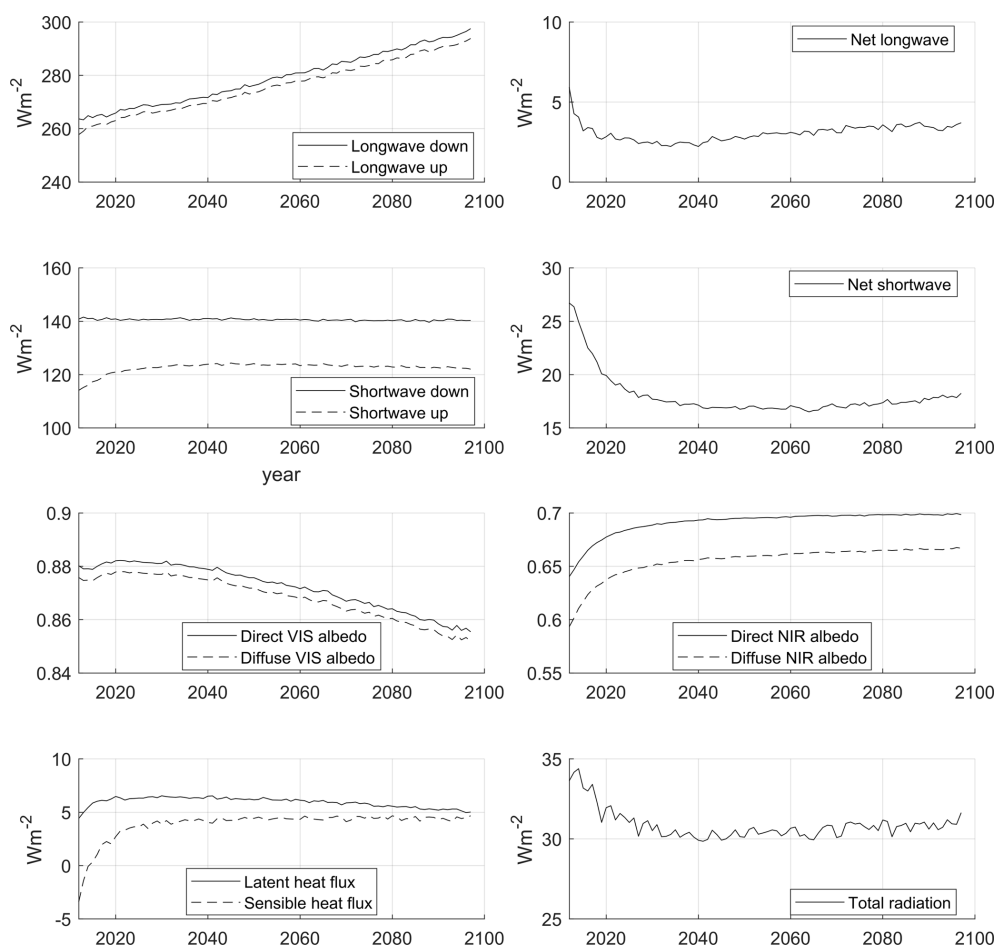 300
280
260
240
Wm-2
Longwave down
Longwave up
2020 2040 2060 2080 2100
10
5
0
Wm-2
Net longwave
2020 2040 2060 2080 2100
160
140
120
100
Wm-2
Shortwave down
Shortwave up
2020 2040 2060 2080 2100
year
30
25
20
15
Wm-2
Net shortwave
2020 2040 2060 2080 2100
0.9
0.88
0.86
0.84
Direct VIS albedo
Diffuse VIS albedo
2020 2040 2060 2080 2100
0.7
0.65
0.6
0.55
Direct NIR albedo
Diffuse NIR albedo
2020 2040 2060 2080 2100
10
5
0
-5
Wm-2
Latent heat flux
Sensible heat flux
2020 2040 2060 2080 2100
35
30
25
Wm-2
Total radiation
2020 2040 2060 2080 2100